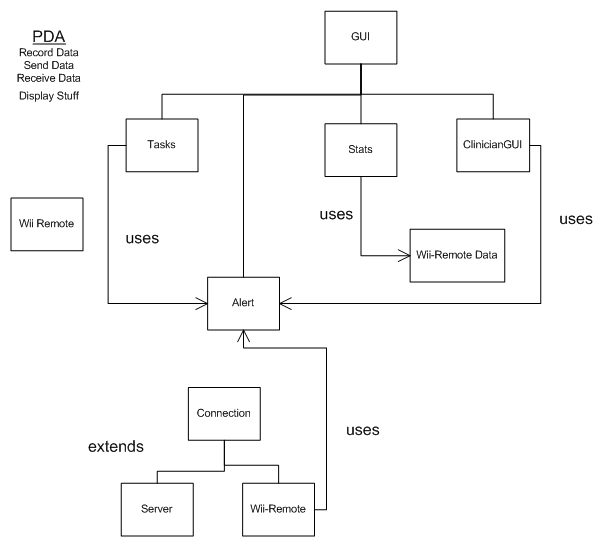 PDA
Record Data
Send Data
Receive Data
Display Stuff
GUI
Tasks
Stats
ClinicianGUI
Wii Remote
uses
uses
uses
Wii-Remote Data
Alert
Connection
extends
uses
Server
Wii-Remote